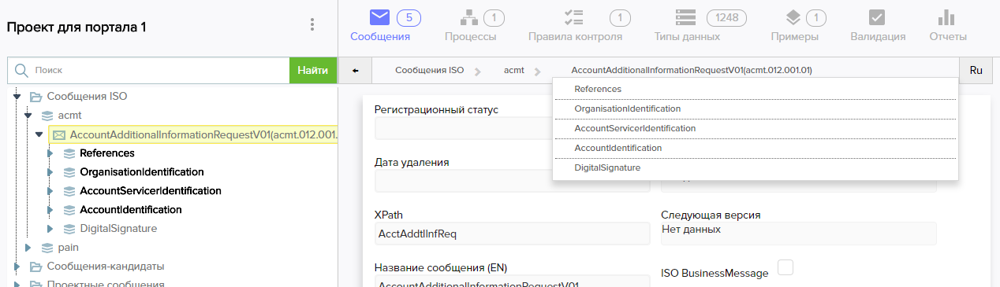 Проект для портала 1
5
Сообщения
1
Процессы
1
Правила контроля
1248
Типы данных
1
Примеры
Валидация
Отчеты
Поиск
Найти
Сообщения ISO
acmt
AccountAdditionalInformationRequestV01(acmt.012.001.
References
OrganisationIdentification
AccountServicerIdentification
AccountIdentification
DigitalSignature
pain
Сообщения-кандидаты
Проектные сообщения
Сообщения ISO
acmt
AccountAdditionalInformationRequestV01(acmt.012.001.01)
Ru
References
OrganisationIdentification
AccountServicerIdentification
AccountIdentification
DigitalSignature
Регистрационный статус
Дата удаления
XPath
AcctAddtlInfReq
Следующая версия
Нет данных
Название сообщения (EN)
AccountAdditionalInformationRequestV01
ISO BusinessMessage